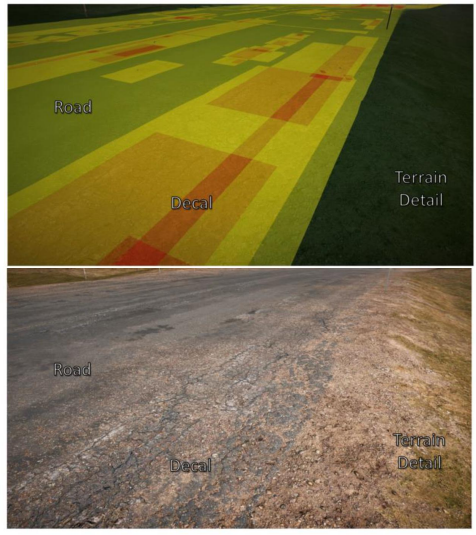 Road
Terrain
Detail
Decal
Road
Terrain
Detail
Decal